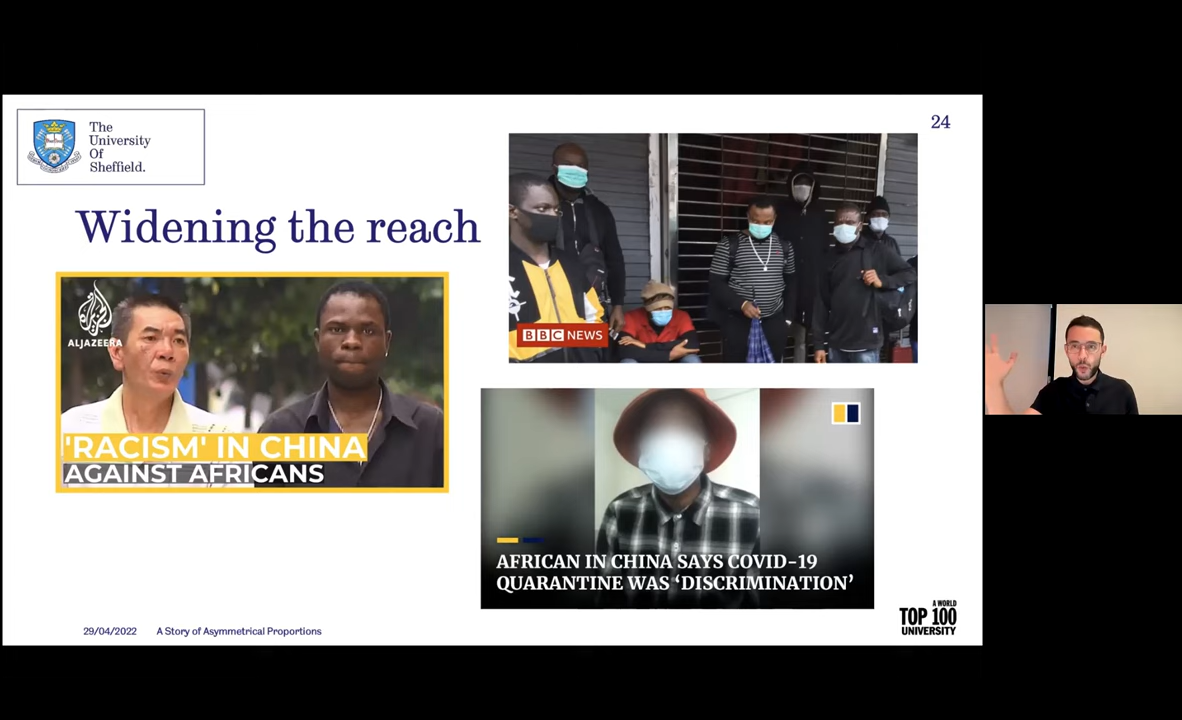 The
University
Of
Sheffield.
24
Widening the reach
ALJAZEERA
'RACISM' IN CHINA
AGAINST AFRICANS
BBC NEWS
AFRICAN IN CHINA SAYS COVID-19
QUARANTINE WAS ‘DISCRIMINATION’
29/04/2022 A Story of Asymmetrical Proportions
A WORLD
TOP 100
UNIVERSITY